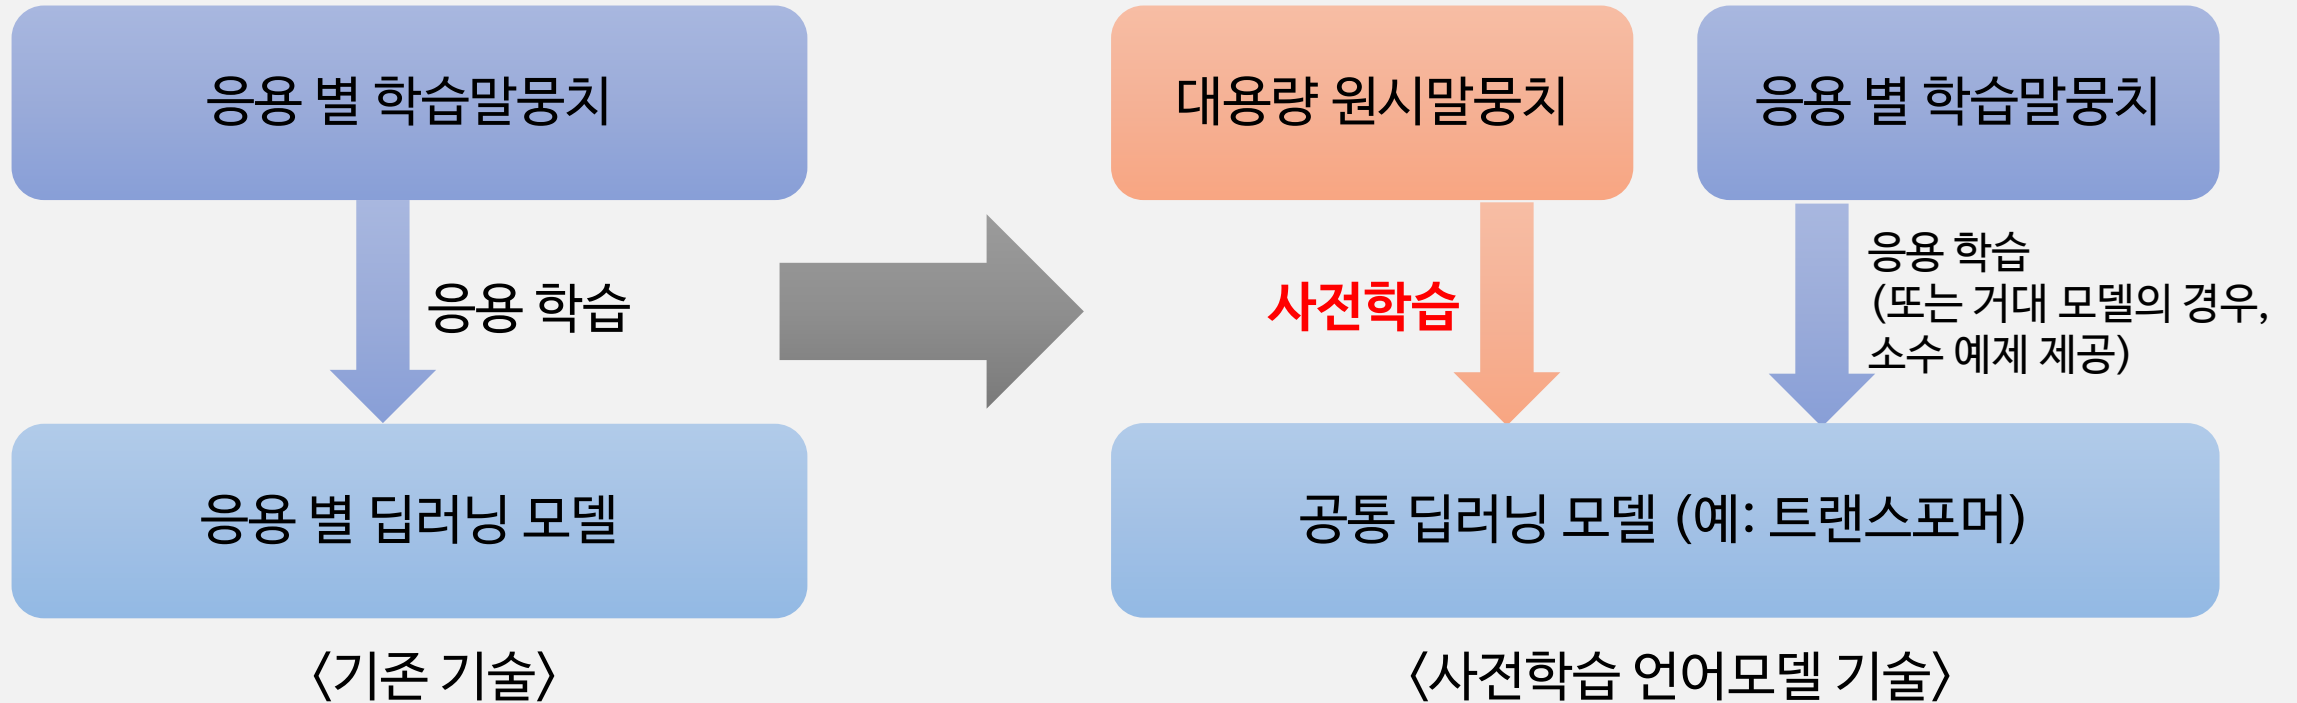 응용 별 학습말뭉치
응용 학습
응용 별 딥러닝 모델
〈기존 기술〉
대용량 원시말뭉치
응용 별 학습말뭉치
사전학습
응용 학습
(또는 거대 모델의 경우,
소수 예제 제공)
공통 딥러닝 모델 (예: 트랜스포머)
〈사전학습 언어모델 기술〉